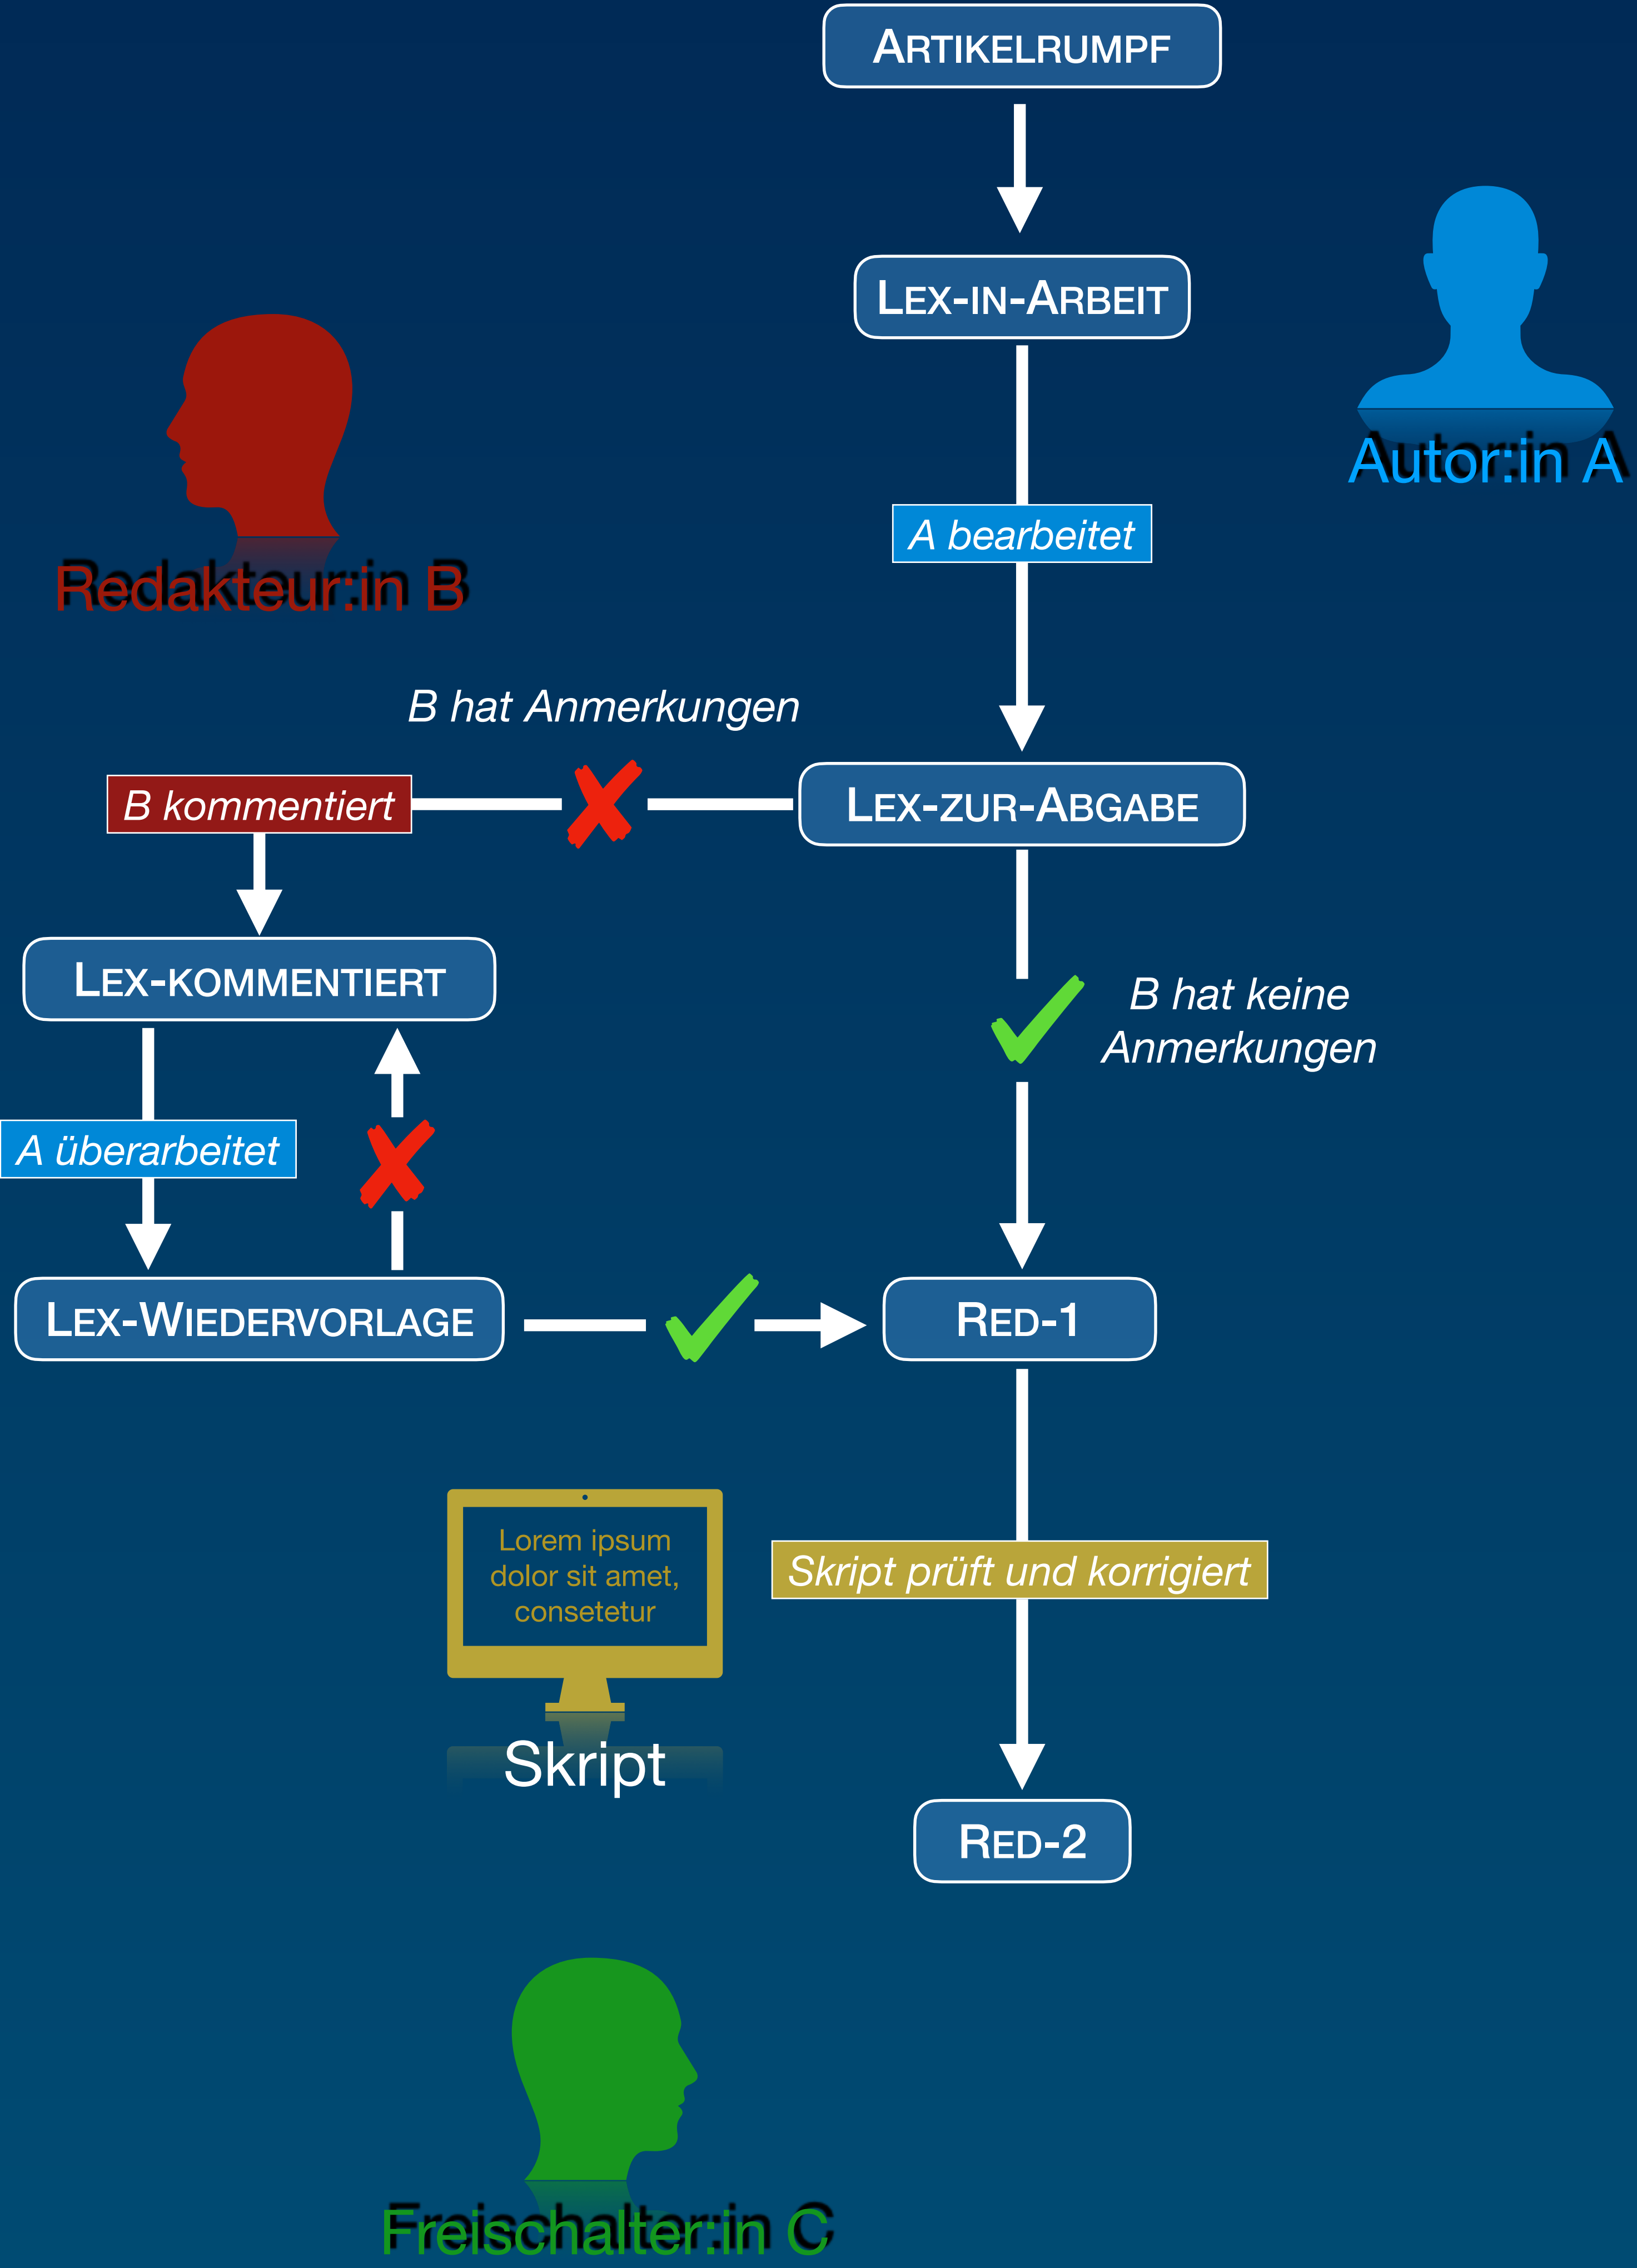 ARTIKELRUMPF
LEX-IN-ARBEIT
Autor:in A
A bearbeitet
Redakteur:in B
B hat Anmerkungen
B kommentiert
LEX-ZUR-ABGABE
LEX-KOMMENTIERT
B hat keine
Anmerkungen
A überarbeitet
LEX-WIEDERVORLAGE
RED-1
Lorem ipsum
dolor sit amet,
consetetur
Skript prüft und korrigiert
Skript
RED-2
Freischalter:in C